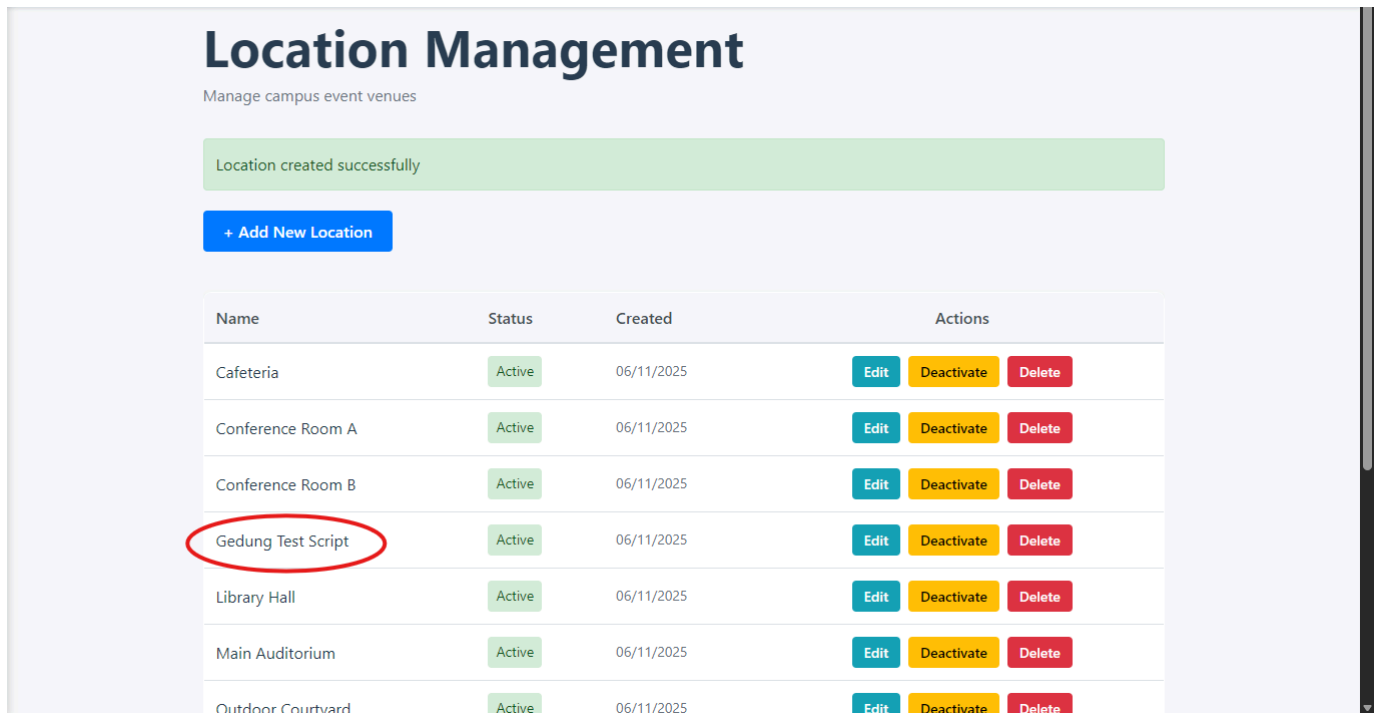 Location Management
Manage campus event venues
Location created successfully
+ Add New Location
Name Status Created Actions
Cafeteria Active 06/11/2025 Edit Deactivate Delete
Conference Room A Active 06/11/2025 Edit Deactivate Delete
Conference Room B Active 06/11/2025 Edit Deactivate Delete
Gedung Test Script Active 06/11/2025 Edit Deactivate Delete
Library Hall Active 06/11/2025 Edit Deactivate Delete
Main Auditorium Active 06/11/2025 Edit Deactivate Delete
Outdoor Courtyard Active 06/11/2025 Edit Deactivate Delete